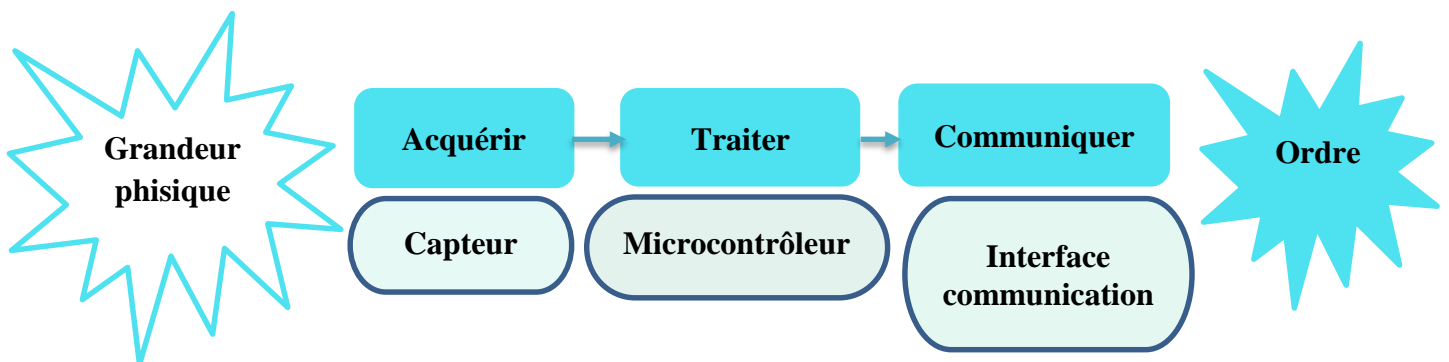 Grandeur
phisique
Acquérir
Traiter
Communiquer
Ordre
Capteur
Microcontrôleur
Interface
communication